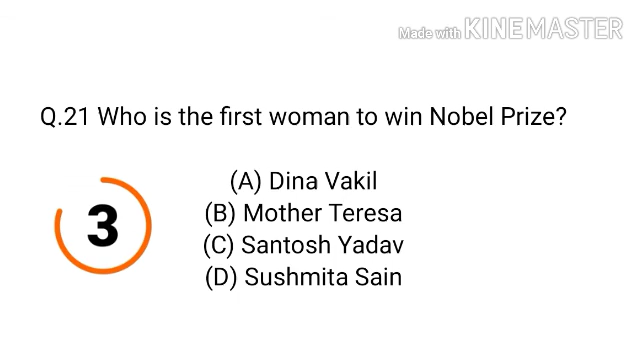 Made with KINEMASTER
Q.21 Who is the first woman to win Nobel Prize?
3
(A) Dina Vakil
(B) Mother Teresa
(C) Santosh Yadav
(D) Sushmita Sain